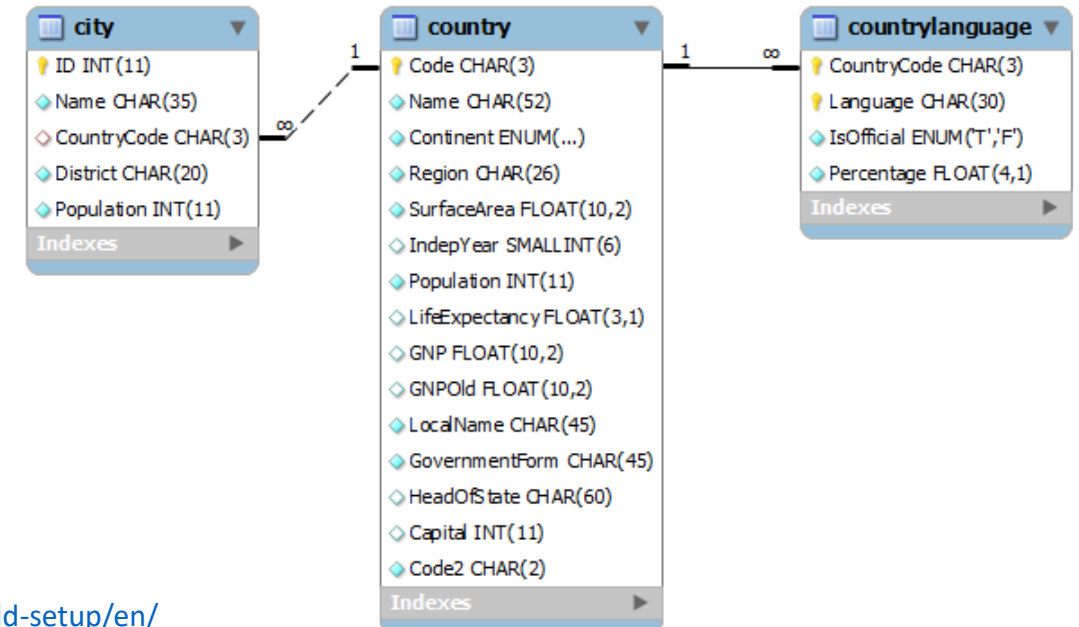 city
ID INT(11)
Name CHAR(35)
CountryCode CHAR(3)
District CHAR(20)
Population INT(11)
Indexes
1
∞
country
Code CHAR(3)
Name CHAR(52)
Continent ENUM(...)
Region CHAR(26)
SurfaceArea FLOAT(10,2)
IndepYear SMALLINT(6)
Population INT(11)
LifeExpectancy FLOAT(3,1)
GNP FLOAT(10,2)
GNPOld FLOAT(10,2)
LocalName CHAR(45)
GovernmentForm CHAR(45)
HeadOfState CHAR(60)
Capital INT(11)
Code2 CHAR(2)
Indexes
1
∞
countrylanguage
CountryCode CHAR(3)
Language CHAR(30)
IsOfficial ENUM('T','F')
Percentage FLOAT(4,1)
Indexes
ld-setup/en/